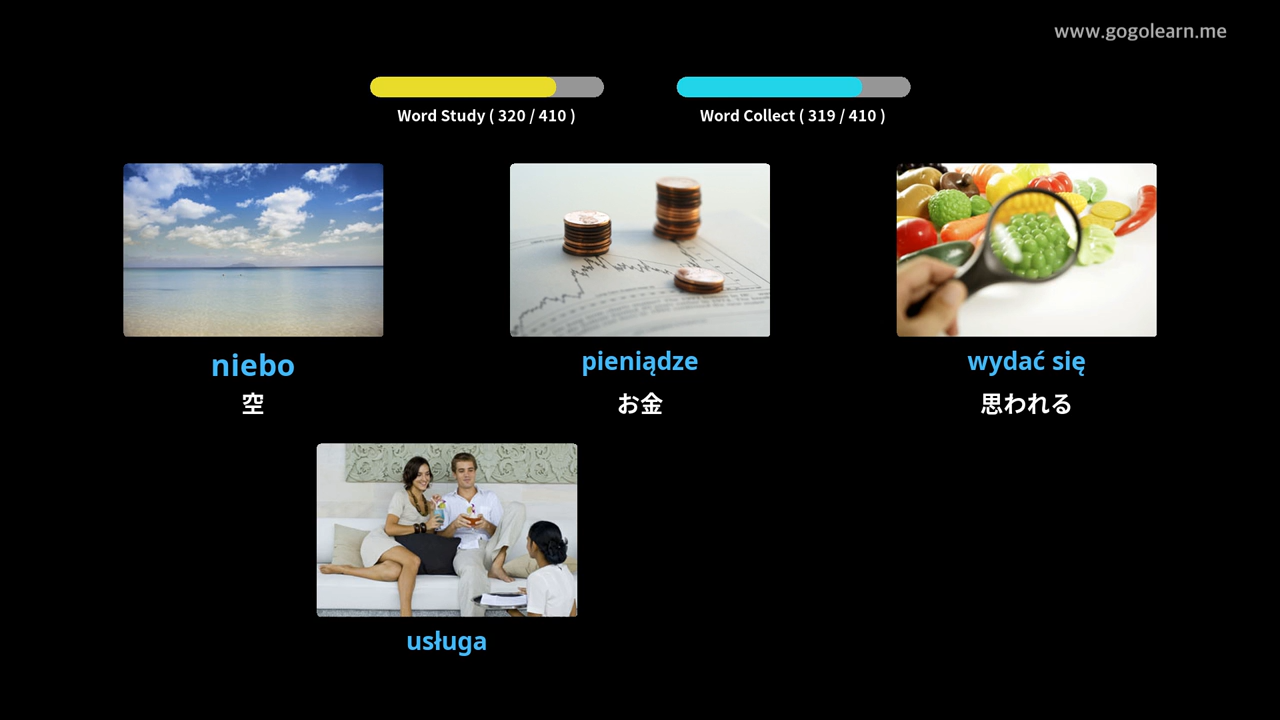 www.gogolearn.me
Word Study ( 320 / 410 )
Word Collect ( 319 / 410 )
niebo
空
pieniądze
お金
wydać się
思われる
usługa